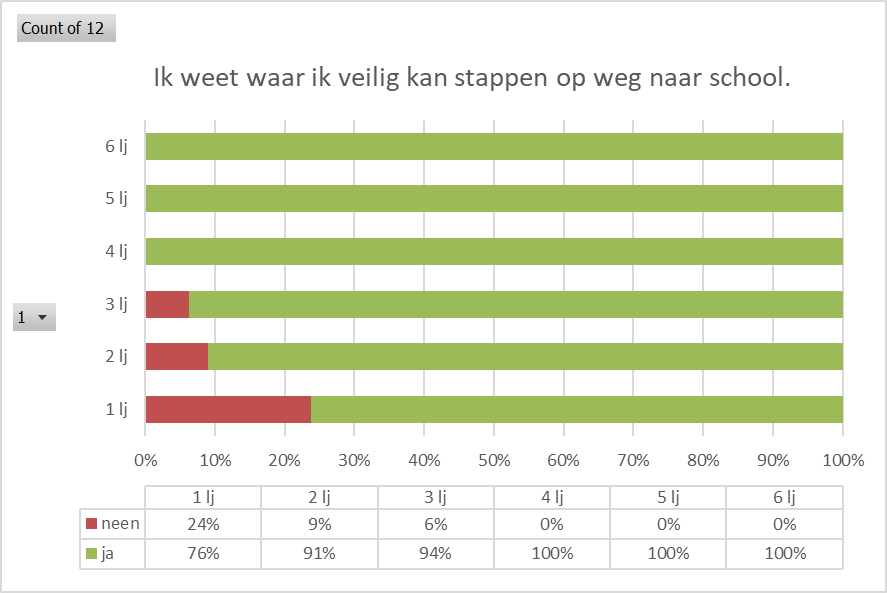 Count of 12
Ik weet waar ik veilig kan stappen op weg naar school.
6 lj
5 lj
4 lj
3 lj
1
2 lj
1 lj
0% 10% 20% 30% 40% 50% 60% 70% 80% 90% 100%
1 lj 2 lj 3 lj 4 lj 5 lj 6 lj
neen 24% 9% 6% 0% 0% 0%
ja 76% 91% 94% 100% 100% 100%